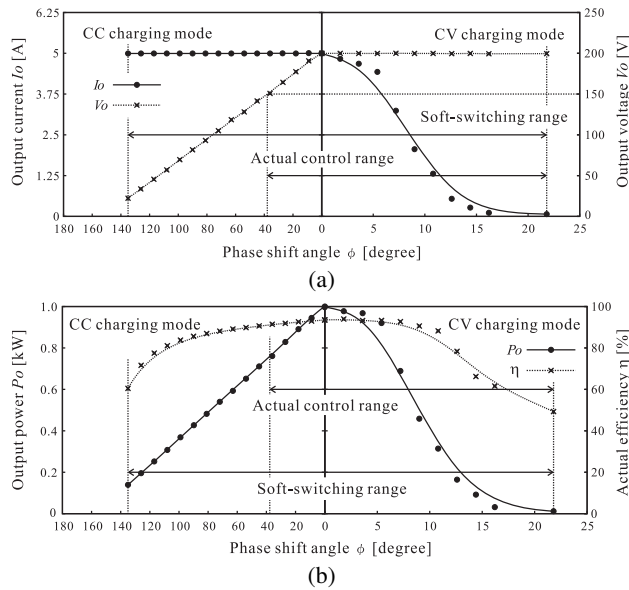 6.25
5
3.75
2.5
1.25
0
Output current Io [A]
CC charging mode
CV charging mode
Io
Vo
Soft-switching range
Actual control range
250
200
150
100
50
0
Output voltage Vo [V]
180 160 140 120 100 80 60 40 20 0 5 10 15 20 25
Phase shift angle ϕ [degree]
(a)
1.0
0.8
0.6
0.4
0.2
0
Output power Po [kW]
CC charging mode
CV charging mode
Po
η
Actual control range
Soft-switching range
100
80
60
40
20
0
Actual efficiency η [%]
180 160 140 120 100 80 60 40 20 0 5 10 15 20 25
Phase shift angle ϕ [degree]
(b)